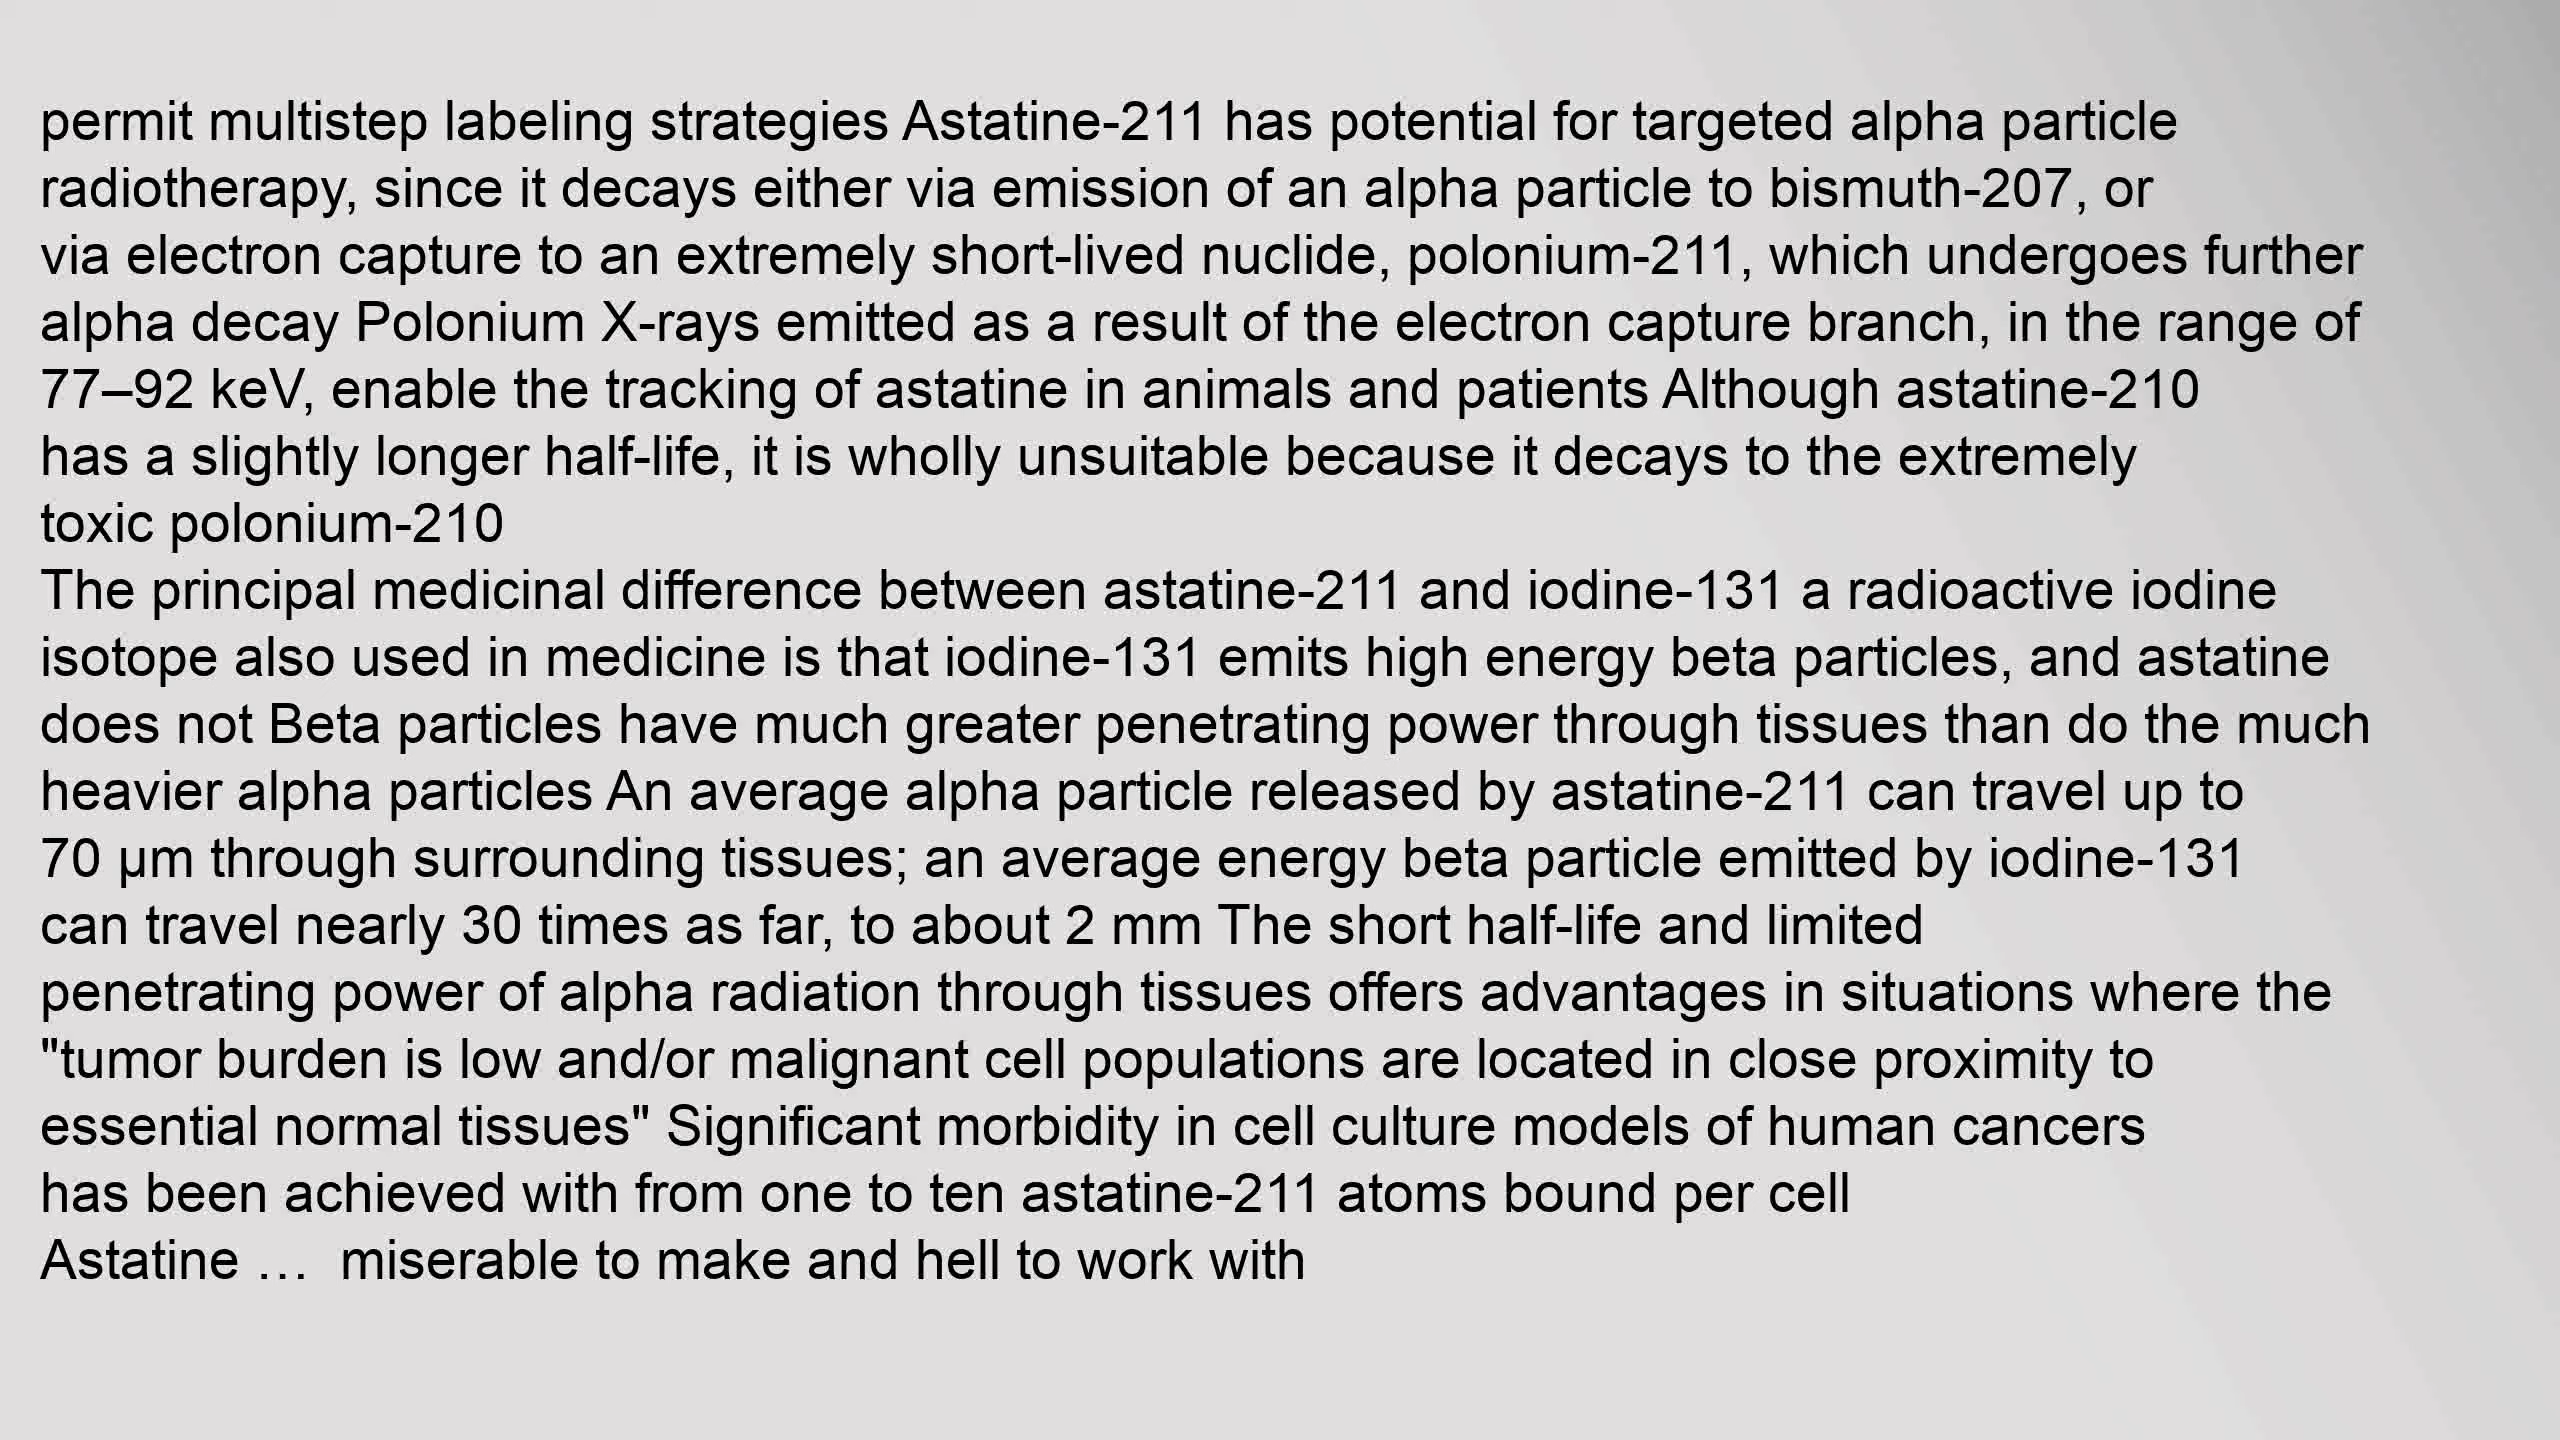 permit multistep labeling strategies Astatine-211 has potential for targeted alpha particle
radiotherapy, since it decays either via emission of an alpha particle to bismuth-207, or
via electron capture to an extremely short-lived nuclide, polonium-211, which undergoes further
alpha decay Polonium X-rays emitted as a result of the electron capture branch, in the range of
77–92 keV, enable the tracking of astatine in animals and patients Although astatine-210
has a slightly longer half-life, it is wholly unsuitable because it decays to the extremely
toxic polonium-210
The principal medicinal difference between astatine-211 and iodine-131 a radioactive iodine
isotope also used in medicine is that iodine-131 emits high energy beta particles, and astatine
does not Beta particles have much greater penetrating power through tissues than do the much
heavier alpha particles An average alpha particle released by astatine-211 can travel up to
70 µm through surrounding tissues; an average energy beta particle emitted by iodine-131
can travel nearly 30 times as far, to about 2 mm The short half-life and limited
penetrating power of alpha radiation through tissues offers advantages in situations where the
"tumor burden is low and/or malignant cell populations are located in close proximity to
essential normal tissues" Significant morbidity in cell culture models of human cancers
has been achieved with from one to ten astatine-211 atoms bound per cell
Astatine …  miserable to make and hell to work with